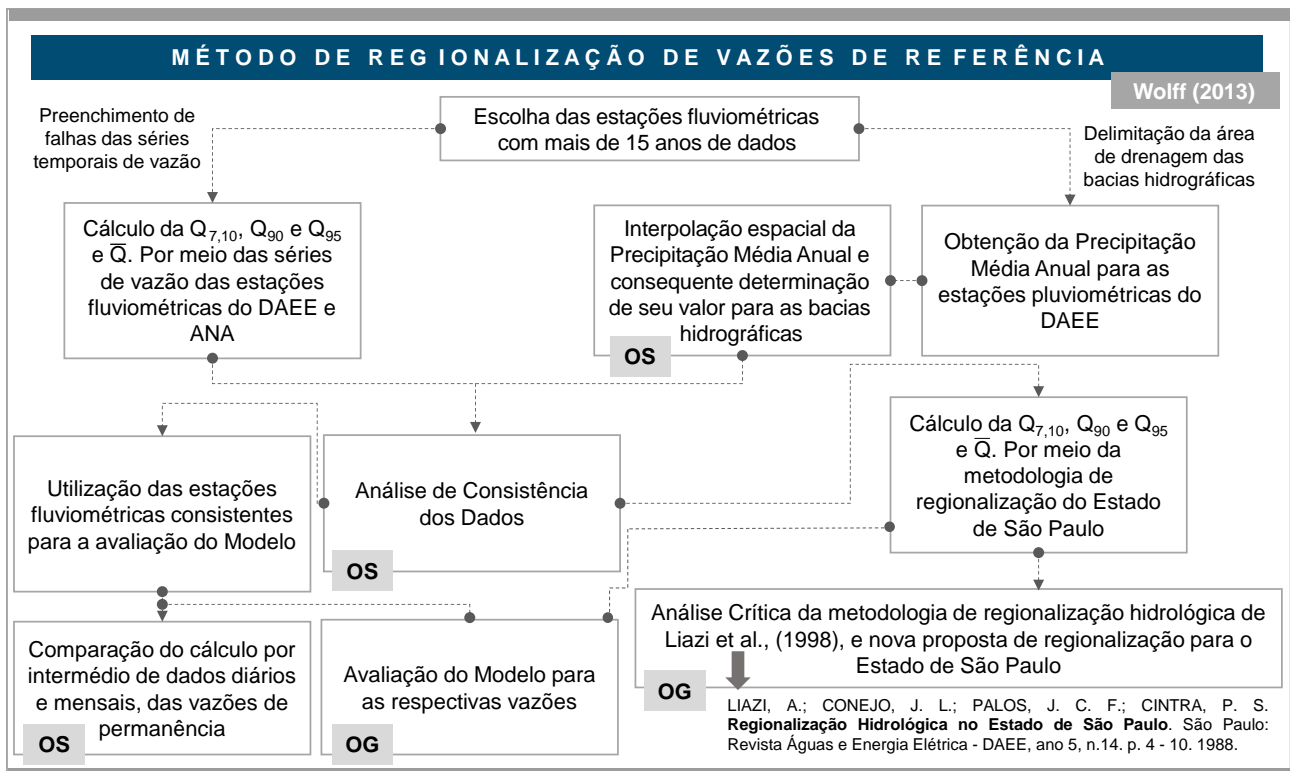 MÉTODO DE REGIONALIZAÇÃO DE VAZÕES DE REFERÊNCIA
Wolff (2013)
Preenchimento de
falhas das séries
temporais de vazão
Escolha das estações fluviométricas
com mais de 15 anos de dados
Delimitação da área
de drenagem das
bacias hidrográficas
Cálculo da Q7,10, Q90 e Q95
e Q̅. Por meio das séries
de vazão das estações
fluviométricas do DAEE e
ANA
Interpolação espacial da
Precipitação Média Anual e
consequente determinação
de seu valor para as bacias
hidrográficas
OS
Obtenção da Precipitação
Média Anual para as
estações pluviométricas do
DAEE
Utilização das estações
fluviométricas consistentes
para a avaliação do Modelo
Análise de Consistência
dos Dados
OS
Cálculo da Q7,10, Q90 e Q95
e Q̅. Por meio da
metodologia de
regionalização do Estado
de São Paulo
Comparação do cálculo por
intermédio de dados diários
e mensais, das vazões de
permanência
OS
Avaliação do Modelo para
as respectivas vazões
OG
Análise Crítica da metodologia de regionalização hidrológica de
Liazi et al., (1998), e nova proposta de regionalização para o
Estado de São Paulo
OG
LIAZI, A.; CONEJO, J. L.; PALOS, J. C. F.; CINTRA, P. S.
Regionalização Hidrológica no Estado de São Paulo. São Paulo:
Revista Águas e Energia Elétrica - DAEE, ano 5, n.14. p. 4 - 10. 1988.